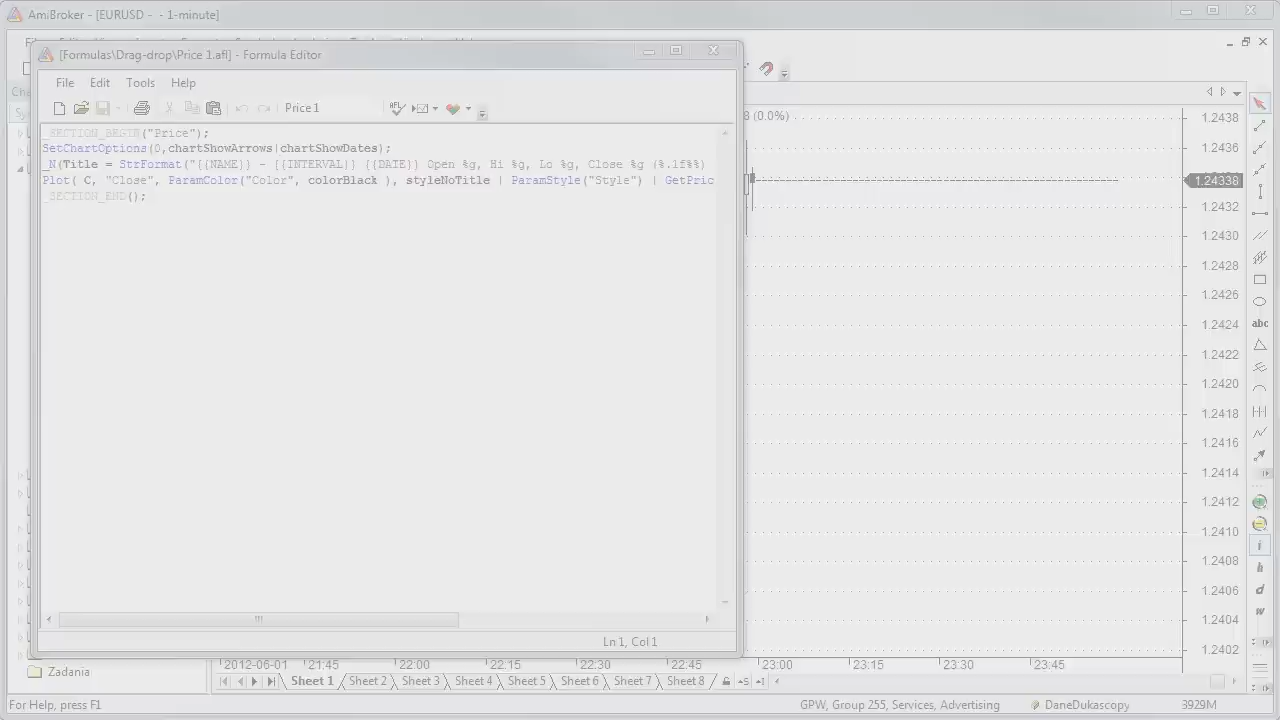 AmiBroker - [EURUSD - - 1-minute]
[Formulas\Drag-drop\Price 1.afl] - Formula Editor
File Edit Tools Help
Price 1
_SECTION_BEGIN("Price");
SetChartOptions(0,chartShowArrows|chartShowDates);
_N(Title = StrFormat("{{NAME}} - {{INTERVAL}} {{DATE}} Open %g, Hi %g, Lo %g, Close %g (%.1f%%)
Plot( C, "Close", ParamColor("Color", colorBlack ), styleNoTitle | ParamStyle("Style") | GetPric
_SECTION_END();
Ln 1, Col 1
8 (0.0%)
1.2438
1.2436
1.24338
1.2432
1.2430
1.2428
1.2426
1.2424
1.2422
1.2420
1.2418
1.2416
1.2414
1.2412
1.2410
1.2408
1.2406
1.2404
1.2402
abc
i
h
d
w
2012-06-01 21:45 22:00 22:15 22:30 22:45 23:00 23:15 23:30 23:45
Zadania
Sheet 1 Sheet 2 Sheet 3 Sheet 4 Sheet 5 Sheet 6 Sheet 7 Sheet 8
For Help, press F1
GPW, Group 255, Services, Advertising
DaneDukascopy
3929M